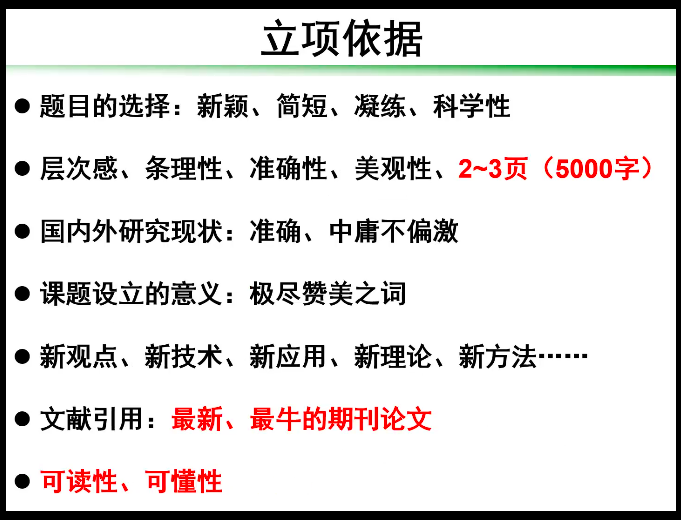 立项依据
● 题目的选择：新颖、简短、凝练、科学性
● 层次感、条理性、准确性、美观性、2~3页（5000字）
● 国内外研究现状：准确、中庸不偏激
● 课题设立的意义：极尽赞美之词
● 新观点、新技术、新应用、新理论、新方法……
● 文献引用：最新、最牛的期刊论文
● 可读性、可懂性